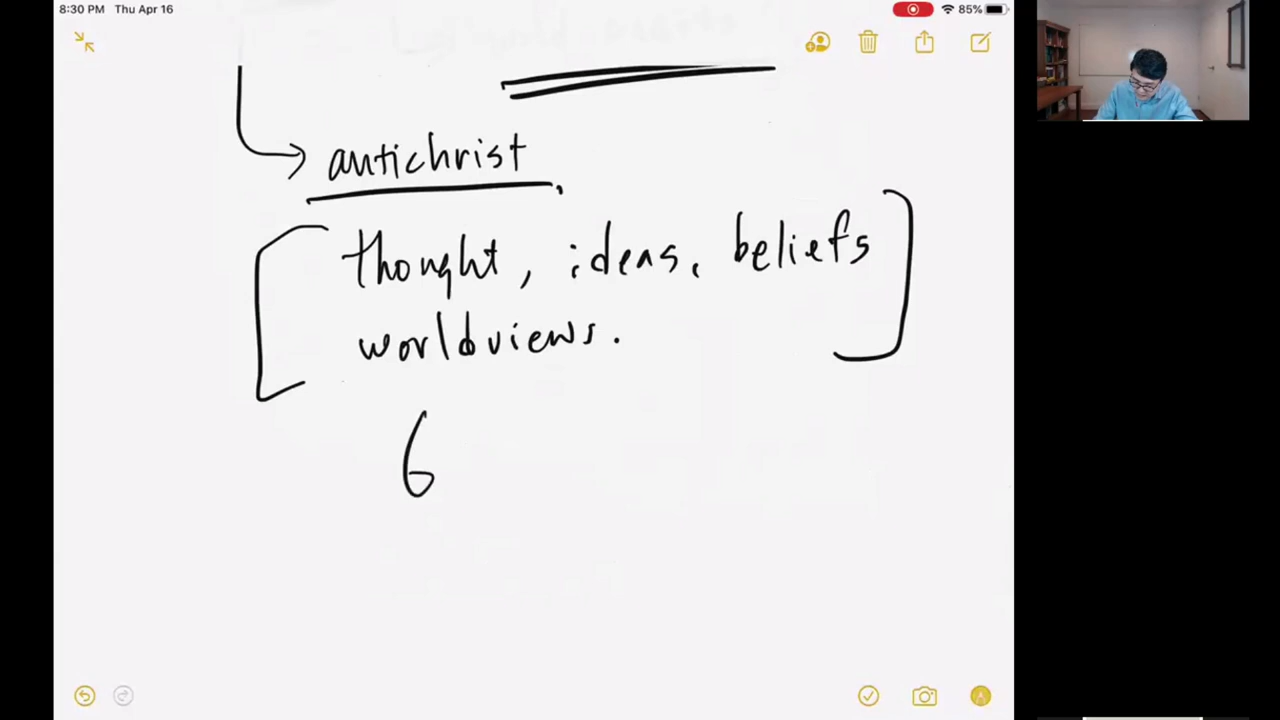 8:30 PM Thu Apr 16
85%
antichrist.
thought, ideas, beliefs
worldviews.
6